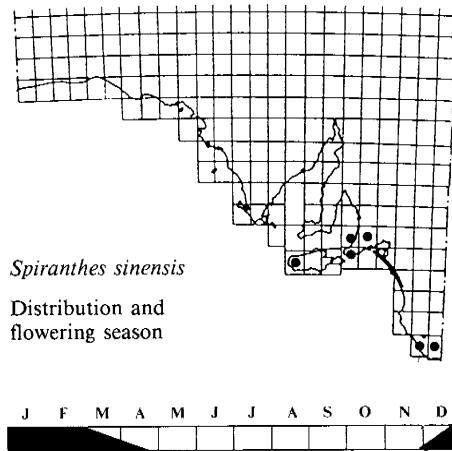 Spiranthes sinensis
Distribution and
flowering season
J F M A M J J A S O N D